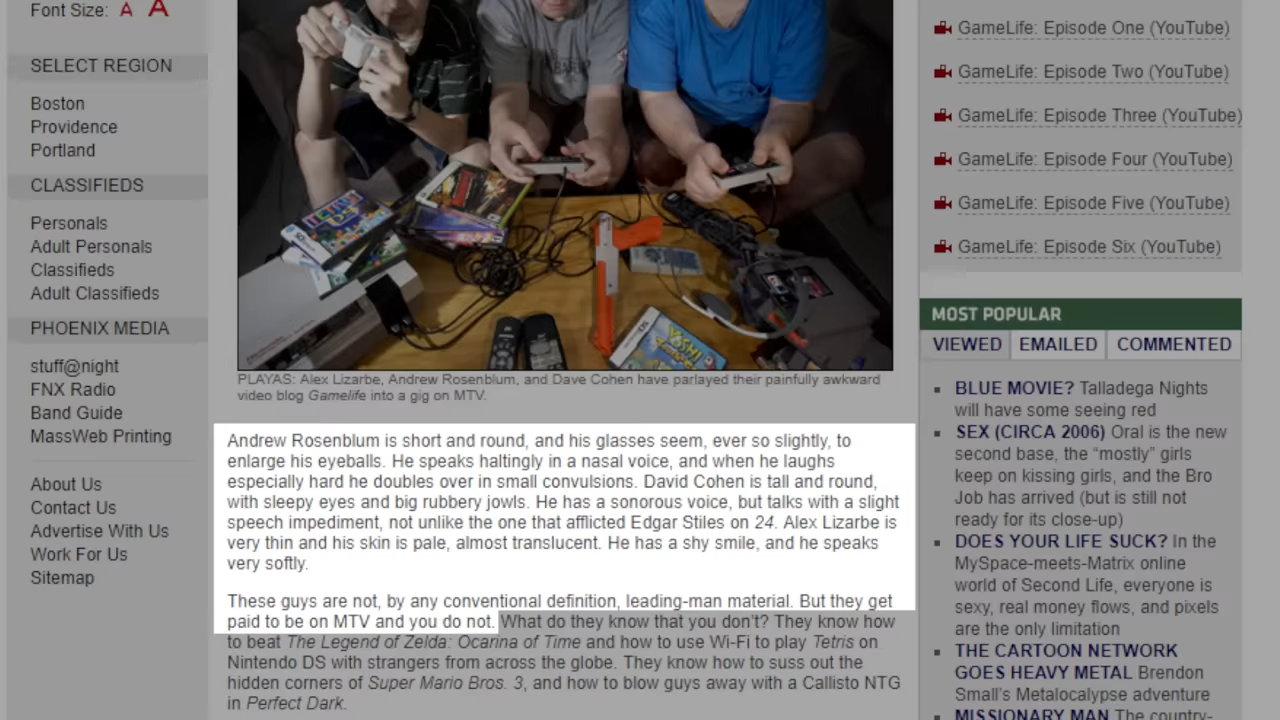 Font Size: A A
SELECT REGION
Boston
Providence
Portland
CLASSIFIEDS
Personals
Adult Personals
Classifieds
Adult Classifieds
PHOENIX MEDIA
stuff@night
FNX Radio
Band Guide
MassWeb Printing
About Us
Contact Us
Advertise With Us
Work For Us
Sitemap
PLAYAS: Alex Lizarbe, Andrew Rosenblum, and Dave Cohen have parlayed their painfully awkward
video blog Gamelife into a gig on MTV.
Andrew Rosenblum is short and round, and his glasses seem, ever so slightly, to
enlarge his eyeballs. He speaks haltingly in a nasal voice, and when he laughs
especially hard he doubles over in small convulsions. David Cohen is tall and round,
with sleepy eyes and big rubbery jowls. He has a sonorous voice, but talks with a slight
speech impediment, not unlike the one that afflicted Edgar Stiles on 24. Alex Lizarbe is
very thin and his skin is pale, almost translucent. He has a shy smile, and he speaks
very softly.
These guys are not, by any conventional definition, leading-man material. But they get
paid to be on MTV and you do not. What do they know that you don't? They know how
to beat The Legend of Zelda: Ocarina of Time and how to use Wi-Fi to play Tetris on
Nintendo DS with strangers from across the globe. They know how to suss out the
hidden corners of Super Mario Bros. 3, and how to blow guys away with a Callisto NTG
in Perfect Dark.
GameLife: Episode One (YouTube)
GameLife: Episode Two (YouTube)
GameLife: Episode Three (YouTube)
GameLife: Episode Four (YouTube)
GameLife: Episode Five (YouTube)
GameLife: Episode Six (YouTube)
MOST POPULAR
VIEWED EMAILED COMMENTED
BLUE MOVIE? Talladega Nights
will have some seeing red
SEX (CIRCA 2006) Oral is the new
second base, the “mostly” girls
keep on kissing girls, and the Bro
Job has arrived (but is still not
ready for its close-up)
DOES YOUR LIFE SUCK? In the
MySpace-meets-Matrix online
world of Second Life, everyone is
sexy, real money flows, and pixels
are the only limitation
THE CARTOON NETWORK
GOES HEAVY METAL Brendon
Small's Metalocalypse adventure
MISSIONARY MAN The country-